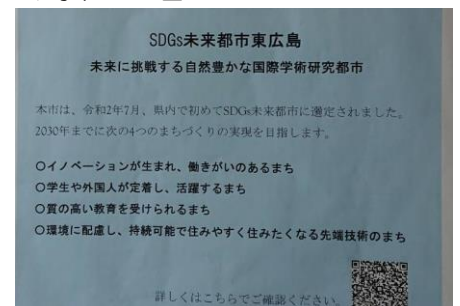 SDGs未来都市東広島
未来に挑戦する自然豊かな国際学術研究都市
本市は、令和2年7月、県内で初めてSDGs未来都市に選定されました。
2030年までに次の4つのまちづくりの実現を目指します。
○イノベーションが生まれ、働きがいのあるまち
○学生や外国人が定着し、活躍するまち
○質の高い教育を受けられるまち
○環境に配慮し、持続可能で住みやすく住みたくなる先端技術のまち
詳しくはこちらでご確認ください。